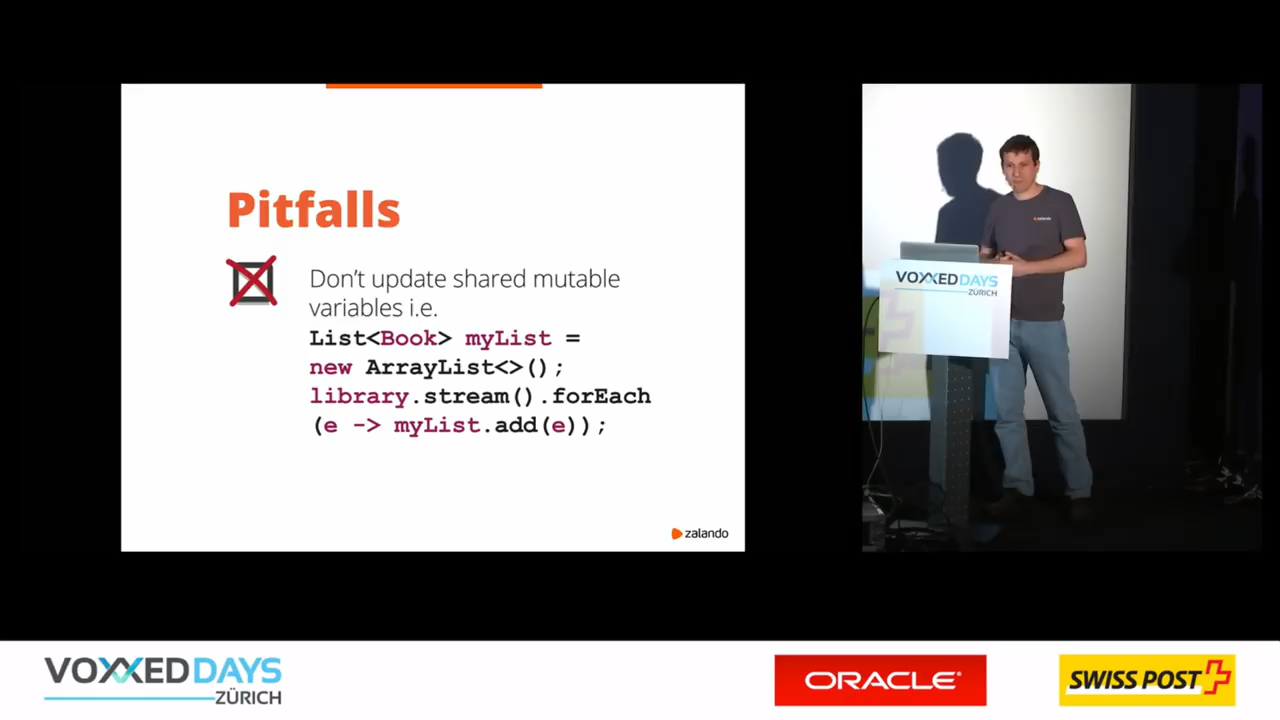 Pitfalls
Don't update shared mutable
variables i.e.
List<Book> myList =
new ArrayList<>();
library.stream().forEach
(e -> myList.add(e));
zalando
zalando
VOXXED DAYS
ZÜRICH
VOXXED DAYS
ZÜRICH
ORACLE®
SWISS POST